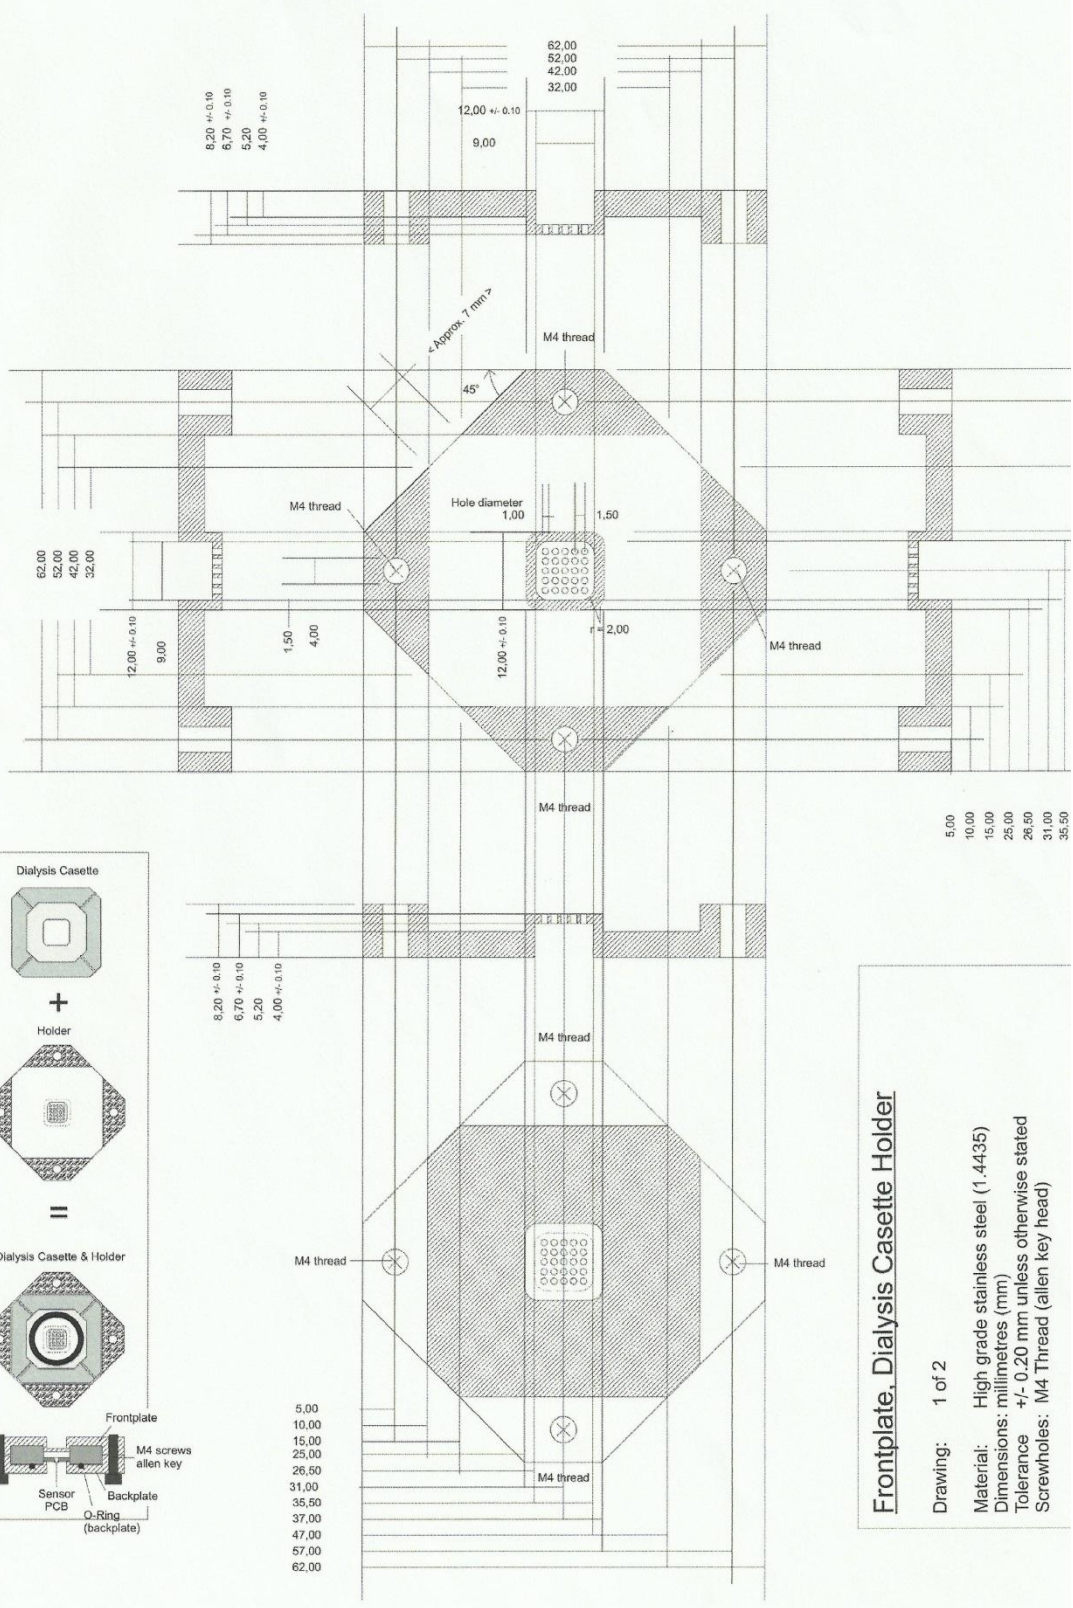 62,00
52,00
42,00
32,00
12,00 +/- 0.10
9,00
8,20 +/- 0.10
6,70 +/- 0.10
5,20
4,00 +/- 0.10
< Approx. 7 mm >
45°
M4 thread
M4 thread
Hole diameter
1,00
1,50
62,00
52,00
42,00
32,00
12,00 +/- 0.10
9,00
1,50
4,00
12,00 +/- 0.10
r = 2,00
M4 thread
M4 thread
5,00
10,00
15,00
25,00
26,50
31,00
35,50
Dialysis Casette
+
Holder
=
Dialysis Casette & Holder
Frontplate
M4 screws
allen key
Sensor
PCB
Backplate
O-Ring
(backplate)
8,20 +/- 0.10
6,70 +/- 0.10
5,20
4,00 +/- 0.10
M4 thread
M4 thread
M4 thread
M4 thread
5,00
10,00
15,00
25,00
26,50
31,00
35,50
37,00
47,00
57,00
62,00
Frontplate, Dialysis Casette Holder
Drawing: 1 of 2
Material: High grade stainless steel (1.4435)
Dimensions: millimetres (mm)
Tolerance +/- 0.20 mm unless otherwise stated
Screwholes: M4 Thread (allen key head)